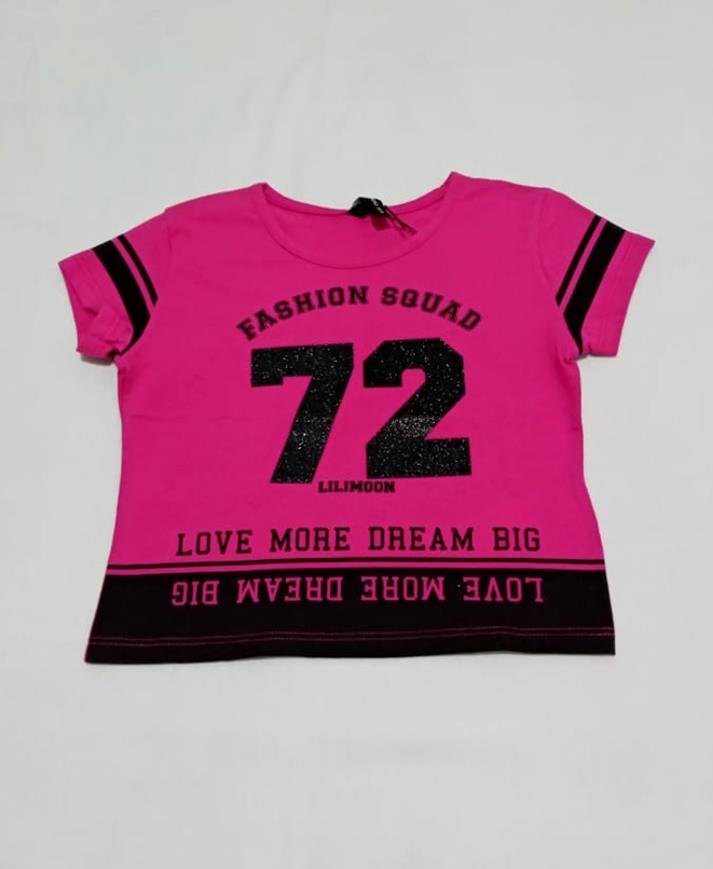 FASHION SQUAD
72
LILIMOON
LOVE MORE DREAM BIG
LOVE MORE DREAM BIG